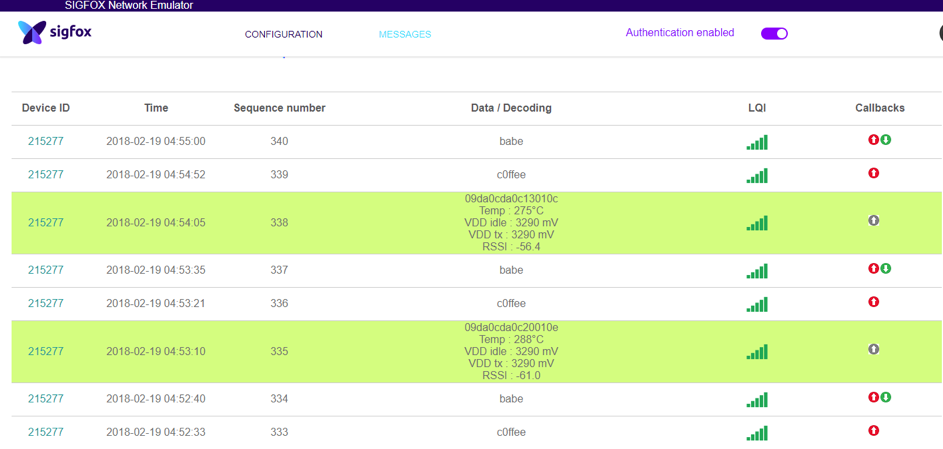 SIGFOX Network Emulator
sigfox
CONFIGURATION
MESSAGES
Authentication enabled
Device ID Time Sequence number Data / Decoding LQI Callbacks
215277 2018-02-19 04:55:00 340 babe
215277 2018-02-19 04:54:52 339 c0ffee
09da0cda0c13010c
Temp : 275°C
215277 2018-02-19 04:54:05 338 VDD idle : 3290 mV
VDD tx : 3290 mV
RSSI : -56.4
215277 2018-02-19 04:53:35 337 babe
215277 2018-02-19 04:53:21 336 c0ffee
09da0cda0c20010e
Temp : 288°C
215277 2018-02-19 04:53:10 335 VDD idle : 3290 mV
VDD tx : 3290 mV
RSSI : -61.0
215277 2018-02-19 04:52:40 334 babe
215277 2018-02-19 04:52:33 333 c0ffee